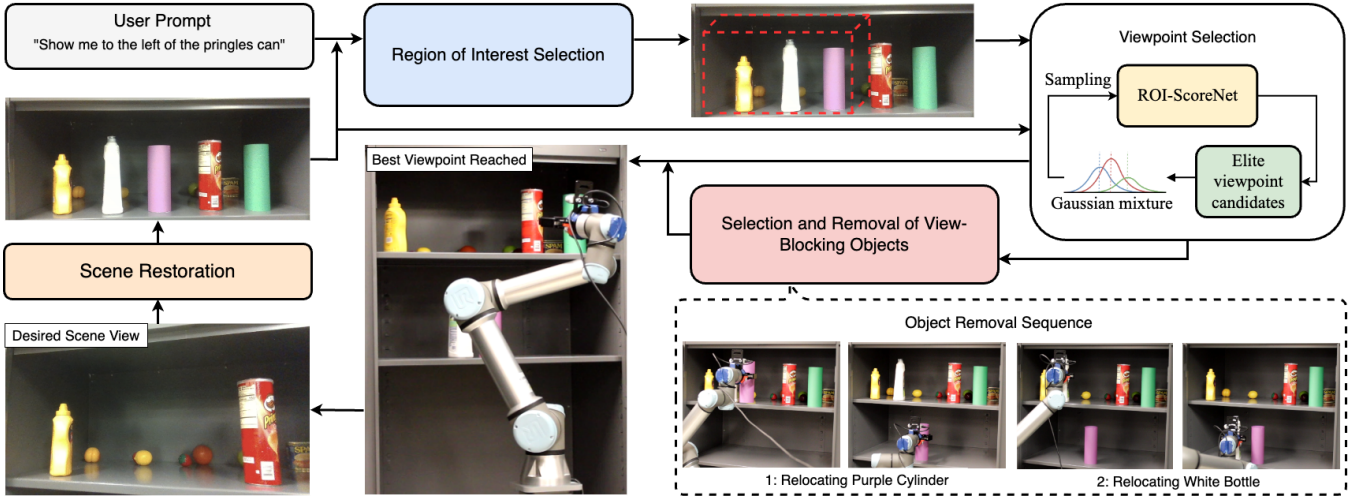 User Prompt
"Show me to the left of the pringles can"
Region of Interest Selection
Viewpoint Selection
Sampling
ROI-ScoreNet
Elite
viewpoint
candidates
Gaussian mixture
Best Viewpoint Reached
Selection and Removal of View-
Blocking Objects
Scene Restoration
Desired Scene View
Object Removal Sequence
1: Relocating Purple Cylinder
2: Relocating White Bottle
Pringles
SPAM